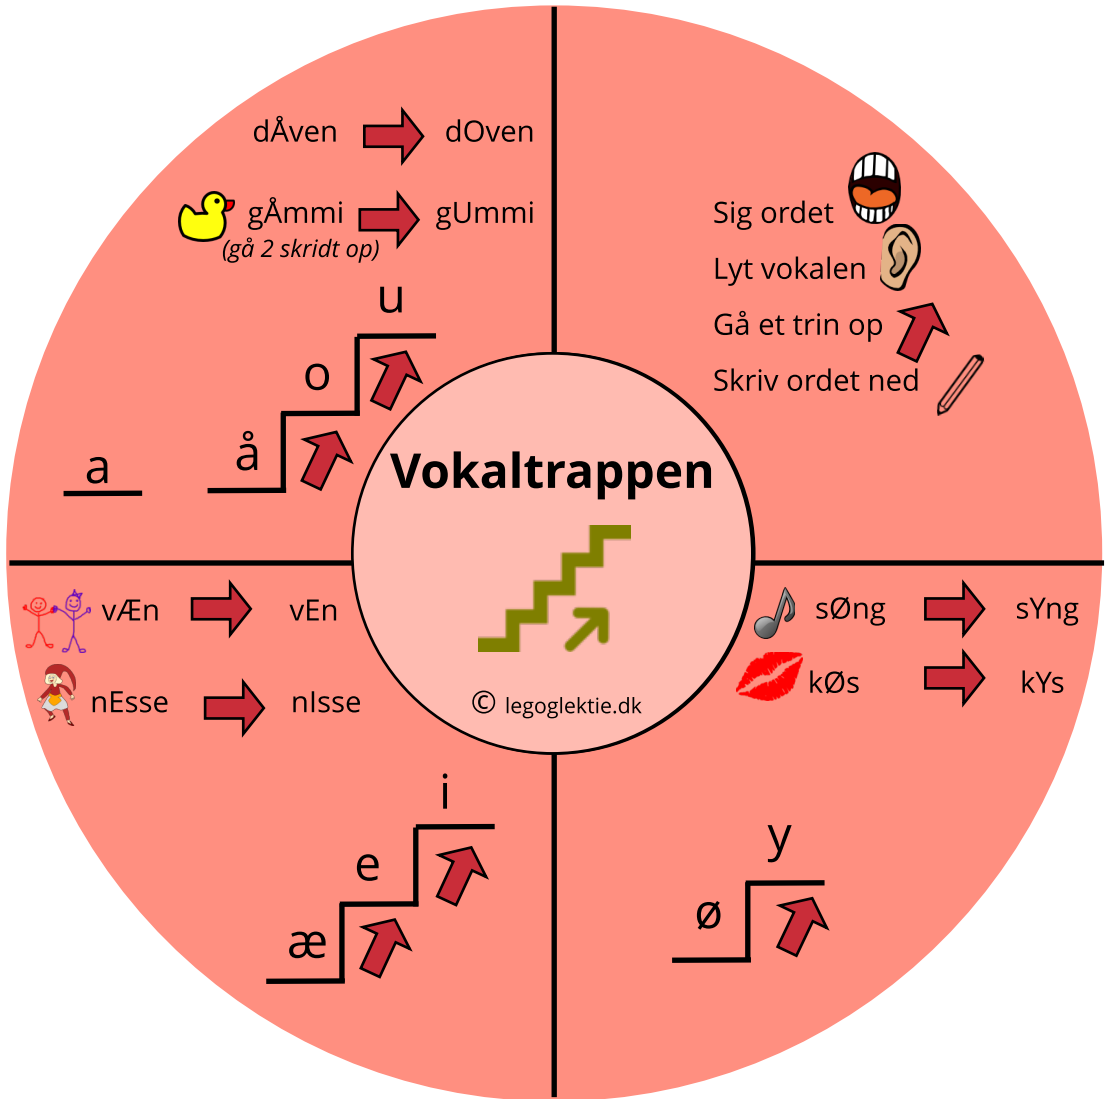 dÅven dOven
gÅmmi gUmmi
(gå 2 skridt op)
u
o
å
a
Sig ordet
Lyt vokalen
Gå et trin op
Skriv ordet ned
Vokaltrappen
© legoglektie.dk
vÆn vEn
nEsse nIsse
i
e
æ
sØng sYng
kØs kYs
y
ø